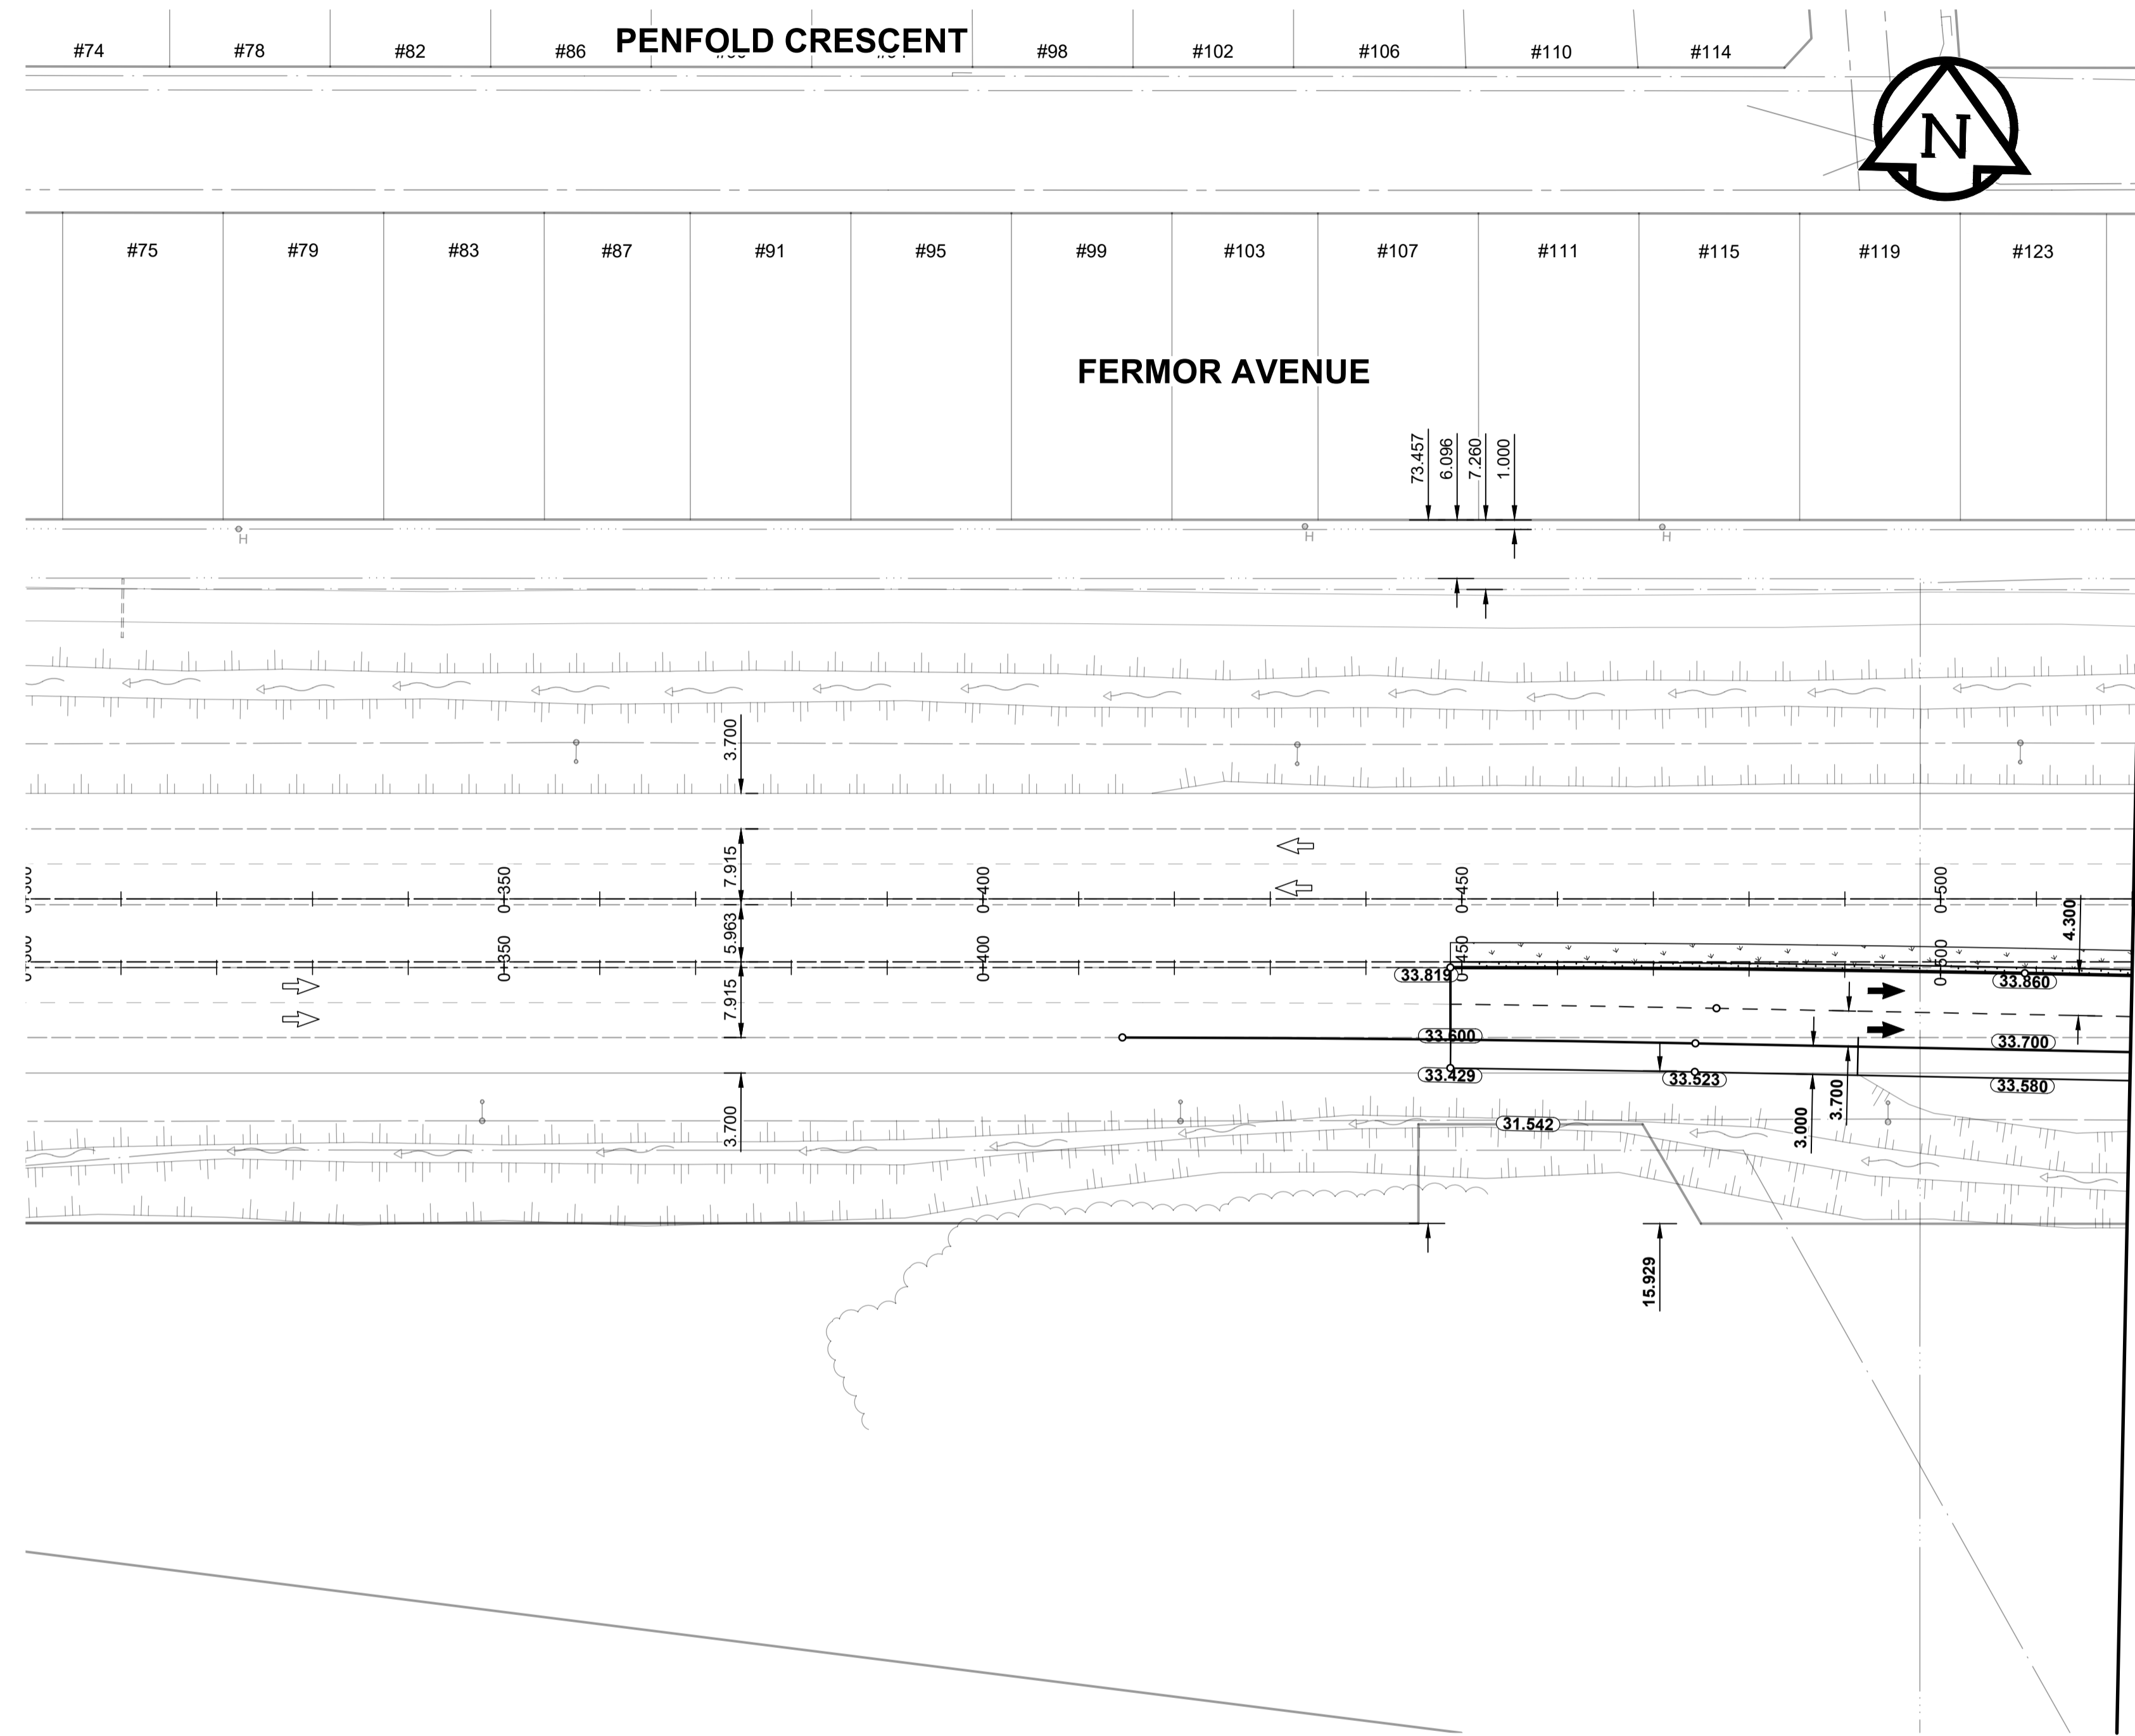 #74 #78 #82 #86 PENFOLD CRESCENT #98 #102 #106 #110 #114
N
#75 #79 #83 #87 #91 #95 #99 #103 #107 #111 #115 #119 #123
FERMOR AVENUE
73.457 6.096 7.260 1.000
H H H
3.700
7.915
0+350 0+400 0+450 0+500
5.963 4.300
0+350 0+400 0+450 0+500
33.819 33.860
7.915
33.600 33.700
33.429 33.523 33.580
3.700 3.000 3.700
31.542
15.929